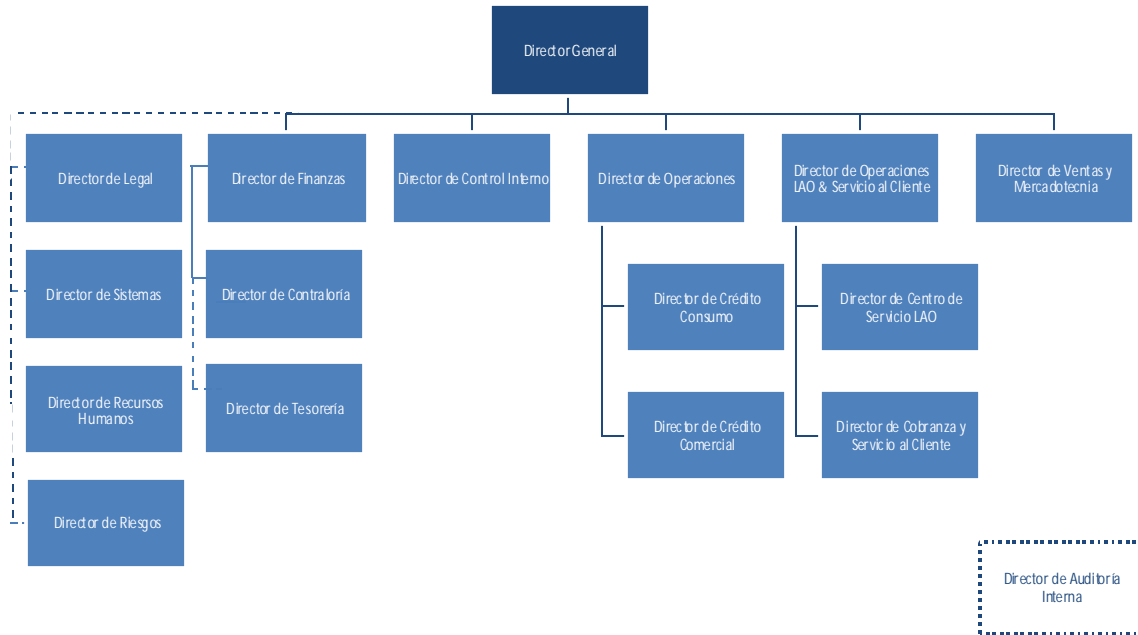 Director General
Director de Legal
Director de Finanzas
Director de Control Interno
Director de Operaciones
Director de Operaciones
LAO & Servicio al Cliente
Director de Ventas y
Mercadotecnia
Director de Sistemas
Director de Contraloría
Director de Crédito
Consumo
Director de Centro de
Servicio LAO
Director de Recursos
Humanos
Director de Tesorería
Director de Crédito
Comercial
Director de Cobranza y
Servicio al Cliente
Director de Riesgos
Director de Auditoría
Interna